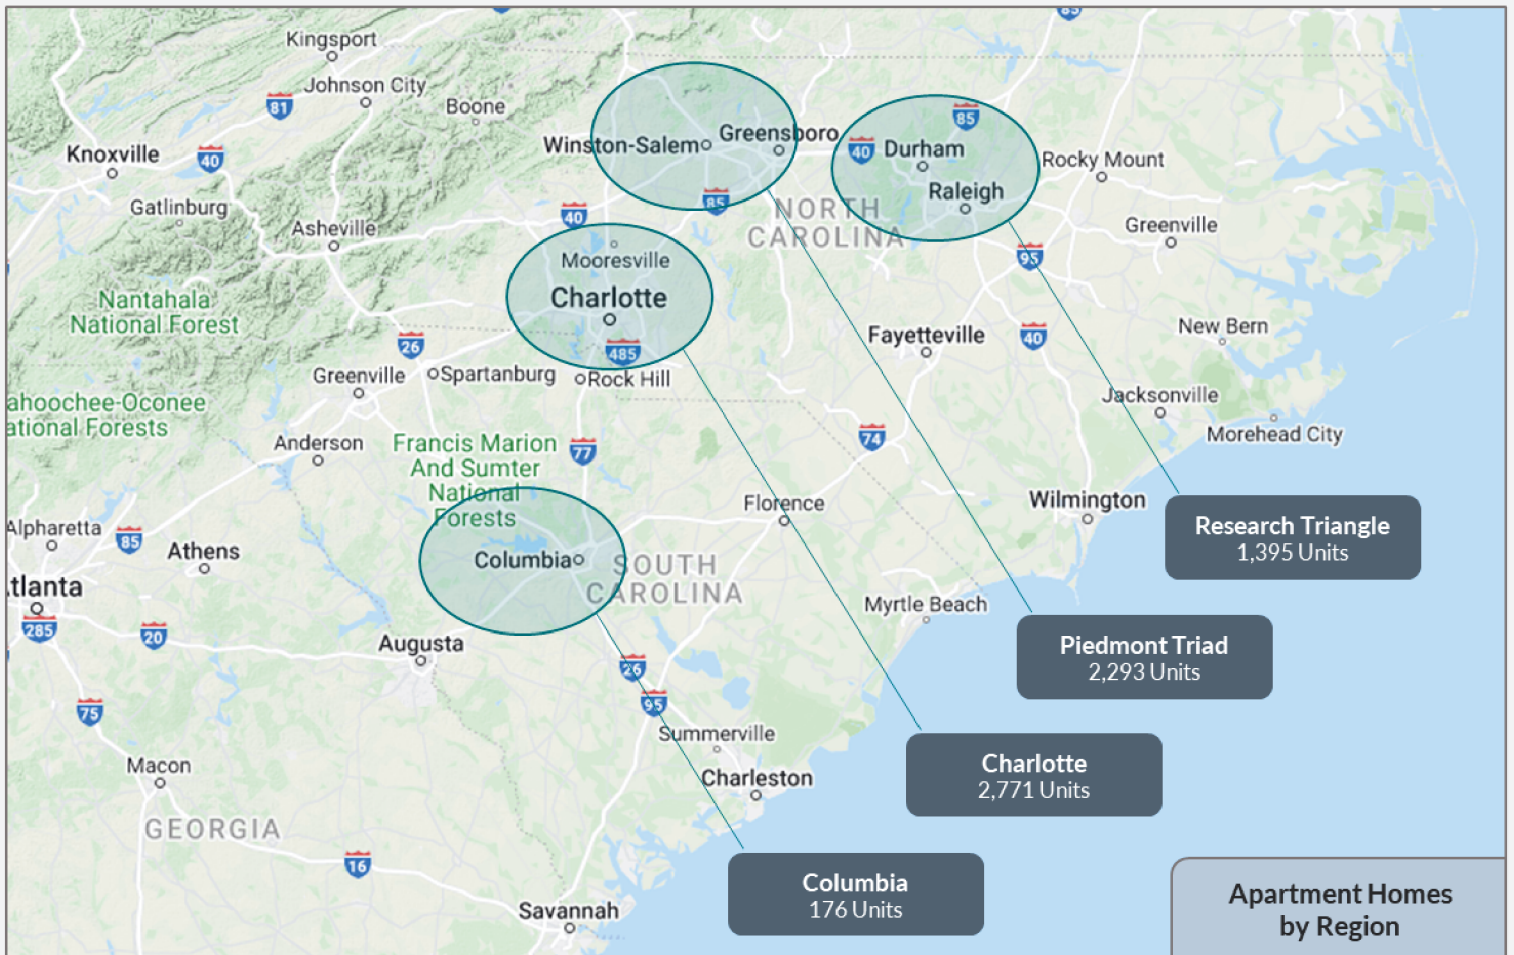 85
Kingsport
Johnson City
81
Boone
85
Winston-Salem
Greensboro
40
Durham
Knoxville
40
Rocky Mount
Raleigh
Gatlinburg
85
40
NORTH
CAROLINA
Asheville
Greenville
95
Mooresville
Charlotte
Nantahala
National Forest
New Bern
Fayetteville
40
26
485
Greenville
Spartanburg
Rock Hill
Jacksonville
ahoochee-Oconee
ational Forests
Morehead City
Anderson
Francis Marion
And Sumter
National
Forests
77
74
Florence
Wilmington
Alpharetta
85
Athens
Research Triangle
1,395 Units
Columbia
SOUTH
CAROLINA
tlanta
Myrtle Beach
285
20
Augusta
Piedmont Triad
2,293 Units
26
95
75
Summerville
Macon
Charleston
Charlotte
2,771 Units
GEORGIA
16
Columbia
176 Units
Savannah
Apartment Homes
by Region